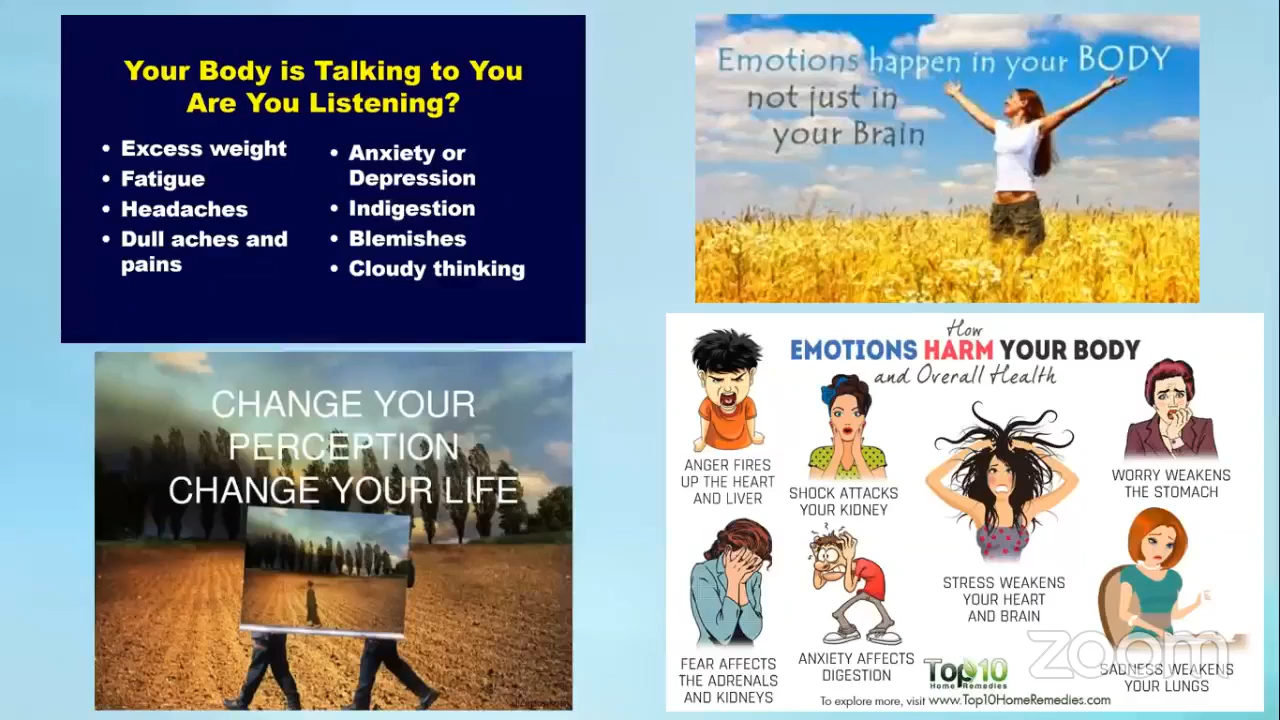 Your Body is Talking to You
Are You Listening?
• Excess weight
• Fatigue
• Headaches
• Dull aches and
pains
• Anxiety or
Depression
• Indigestion
• Blemishes
• Cloudy thinking
Emotions happen in your BODY
not just in
your Brain
CHANGE YOUR
PERCEPTION
CHANGE YOUR LIFE
How
EMOTIONS HARM YOUR BODY
and Overall Health
ANGER FIRES
UP THE HEART
AND LIVER
SHOCK ATTACKS
YOUR KIDNEY
STRESS WEAKENS
YOUR HEART
AND BRAIN
WORRY WEAKENS
THE STOMACH
FEAR AFFECTS
THE ADRENALS
AND KIDNEYS
ANXIETY AFFECTS
DIGESTION
SADNESS WEAKENS
YOUR LUNGS
Top10
Home Remedies
To explore more, visit www.Top10HomeRemedies.com
zoom